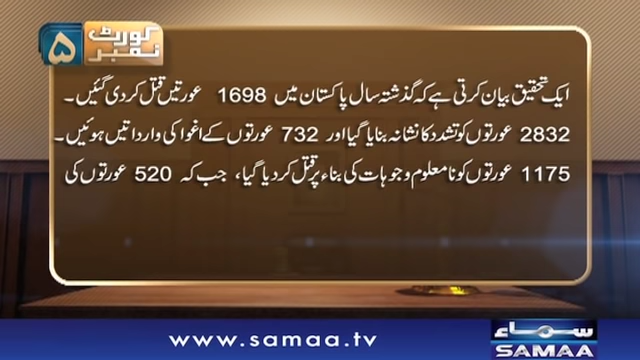 کورٹ
نمبر ۵
ایک تحقیق بیان کرتی ہے کہ گذشتہ سال پاکستان میں 1698 عورتیں قتل کر دی گئیں۔
2832 عورتوں کو تشدد کا نشانہ بنایا گیا اور 732 عورتوں کے اغوا کی وارداتیں ہوئیں۔
1175 عورتوں کو نامعلوم وجوہات کی بناء پر قتل کر دیا گیا، جب کہ 520 عورتوں کی
www.samaa.tv
سماء
SAMAA